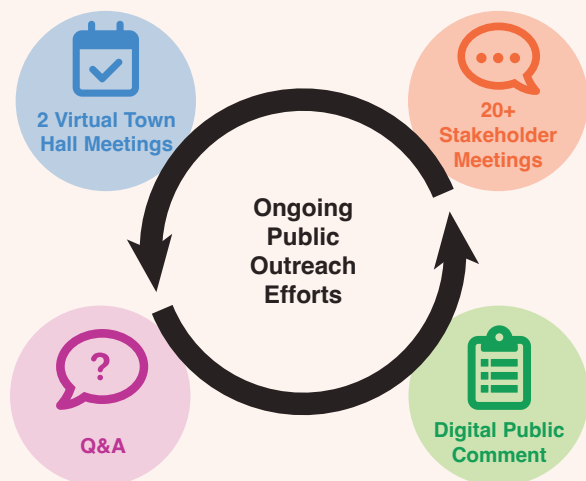 2 Virtual Town
Hall Meetings
20+
Stakeholder
Meetings
Ongoing
Public
Outreach
Efforts
?
Q&A
Digital Public
Comment